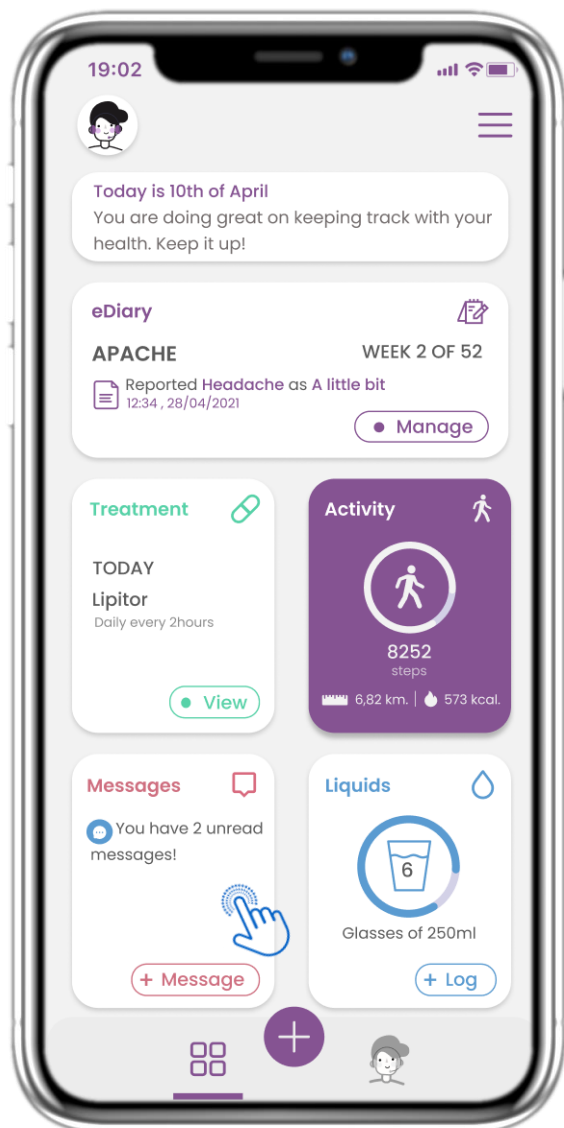 19:02
Today is 10th of April
You are doing great on keeping track with your
health. Keep it up!
eDiary
APACHE
WEEK 2 OF 52
Reported Headache as A little bit
12:34 , 28/04/2021
Manage
Treatment
TODAY
Lipitor
Daily every 2hours
View
Activity
8252
steps
6,82 km.
573 kcal.
Messages
You have 2 unread
messages!
+ Message
Liquids
6
Glasses of 250ml
+ Log